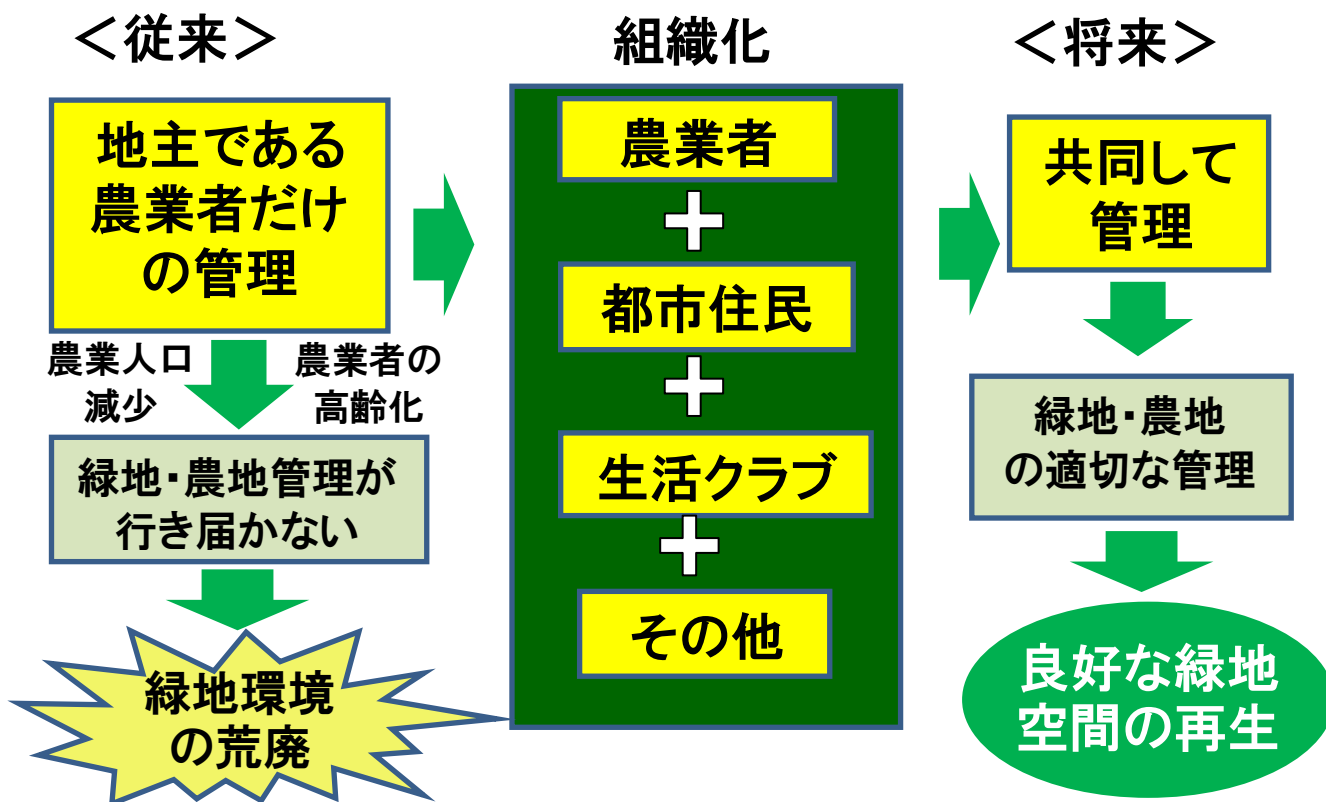 ＜従来＞
地主である
農業者だけ
の管理
農業人口
減少
農業者の
高齢化
緑地・農地管理が
行き届かない
緑地環境
の荒廃
組織化
農業者
＋
都市住民
＋
生活クラブ
＋
その他
＜将来＞
共同して
管理
緑地・農地
の適切な管理
良好な緑地
空間の再生